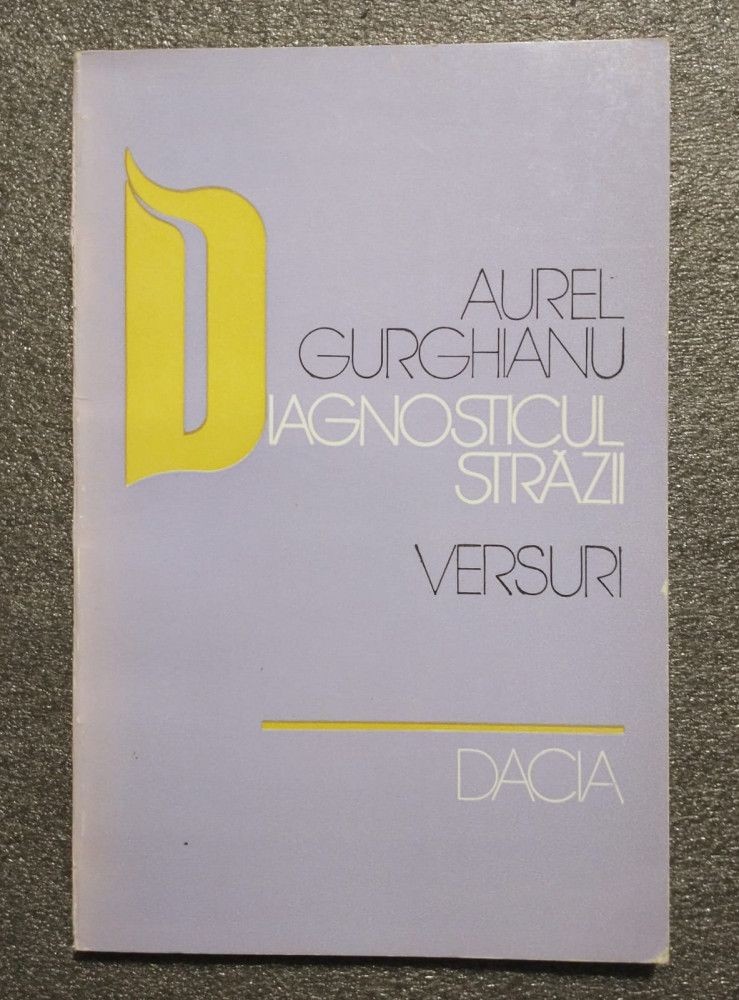 AUREL
GURGHIANU
DIAGNOSTICUL
STRĂZII
VERSURI
DACIA